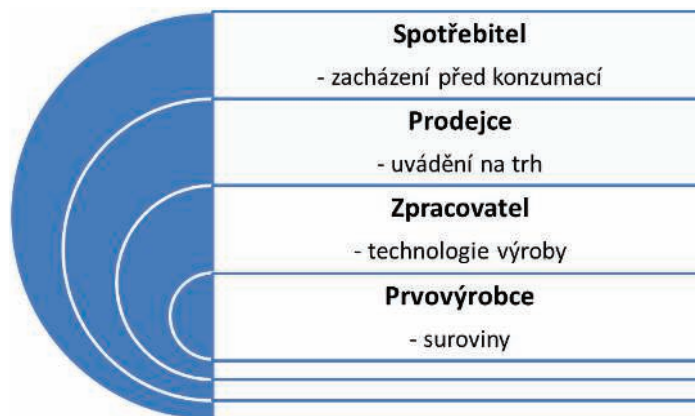 Spotřebitel
- zacházení před konzumací
Prodejce
- uvádění na trh
Zpracovatel
- technologie výroby
Prvovýrobce
- suroviny